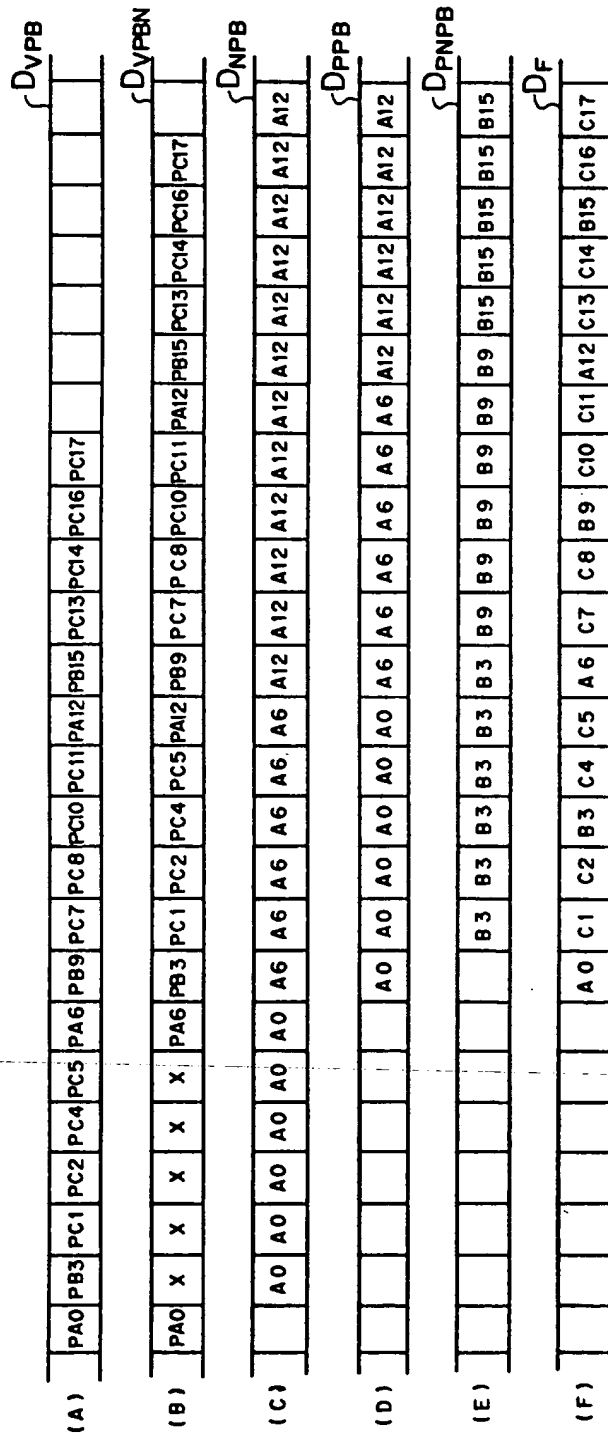 (A) PA0 PB3 PC1 PC2 PC4 PC5 PA6 PB9 PC7 PC8 PC10 PC11 PA12 PB15 PC13 PC14 PC16 PC17 DVPB
(B) PA0 X X X X X PA6 PB3 PC1 PC2 PC4 PC5 PA12 PB9 PC7 PC8 PC10 PC11 PA12 PB15 PC13 PC14 PC16 PC17 DVPBN
(C) A0 A0 A0 A0 A0 A0 A6 A6 A6 A6 A6 A6 A12 A12 A12 A12 A12 A12 A12 A12 A12 A12 A12 A12 DNPB
(D) A0 A0 A0 A0 A0 A0 A6 A6 A6 A6 A6 A6 A12 A12 A12 A12 A12 A12 DPPB
(E) B3 B3 B3 B3 B3 B3 B9 B9 B9 B9 B9 B9 B15 B15 B15 B15 B15 DPNPB
(F) A0 C1 C2 B3 C4 C5 A6 C7 C8 B9 C10 C11 A12 C13 C14 B15 C16 C17 DF